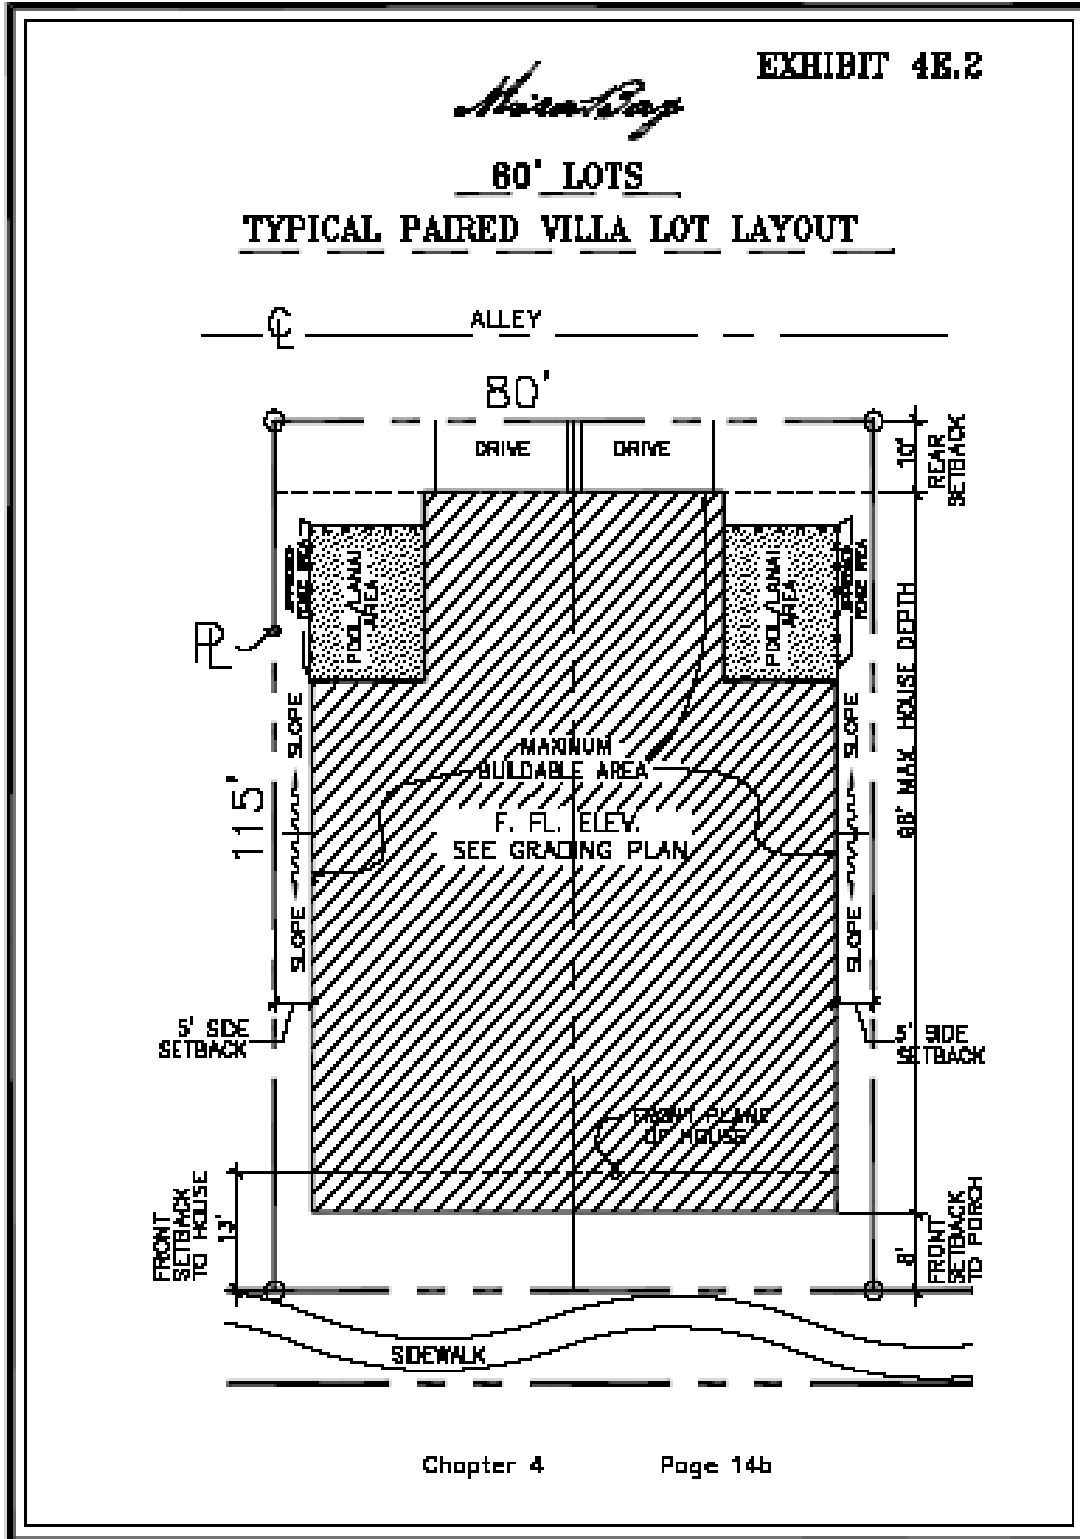 EXHIBIT 4E.2
MiraBay
80' LOTS
TYPICAL PAIRED VILLA LOT LAYOUT
CL
ALLEY
80'
DRIVE
DRIVE
10'
REAR
SETBACK
POOL/LANAI
AREA
POOL/LANAI
AREA
PL
SLOPE
SLOPE
MAXIMUM
BUILDABLE AREA
MAX. HOUSE DEPTH
115'
F. FL. ELEV.
SEE GRADING PLAN
SLOPE
SLOPE
5' SIDE
SETBACK
5' SIDE
SETBACK
FRONT PLANE
OF HOUSE
FRONT
SETBACK
TO HOUSE
13'
8'
FRONT
SETBACK
TO PORCH
SIDEWALK
Chapter 4 Page 14b